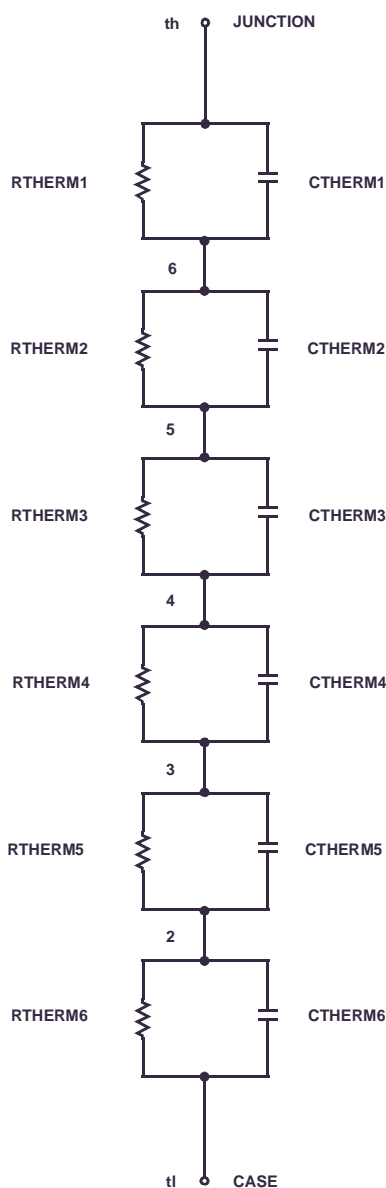 th JUNCTION
RTHERM1 CTHERM1
6
RTHERM2 CTHERM2
5
RTHERM3 CTHERM3
4
RTHERM4 CTHERM4
3
RTHERM5 CTHERM5
2
RTHERM6 CTHERM6
tl CASE